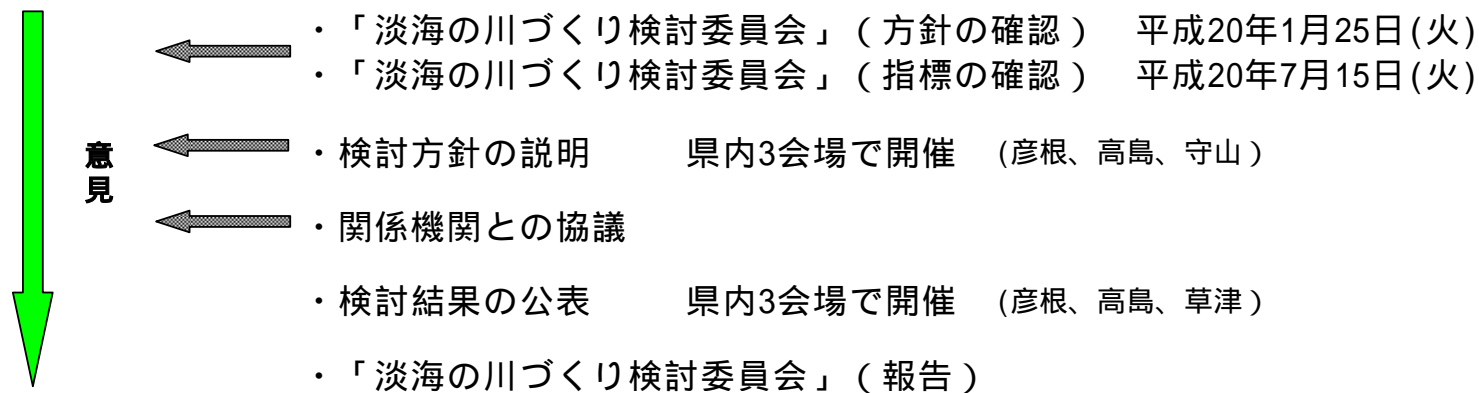 ・「淡海の川づくり検討委員会」（方針の確認）　平成20年1月25日(火)
・「淡海の川づくり検討委員会」（指標の確認）　平成20年7月15日(火)
意見
・検討方針の説明　　県内3会場で開催　(彦根、高島、守山）
・関係機関との協議
・検討結果の公表　　県内3会場で開催　(彦根、高島、草津）
・「淡海の川づくり検討委員会」（報告）